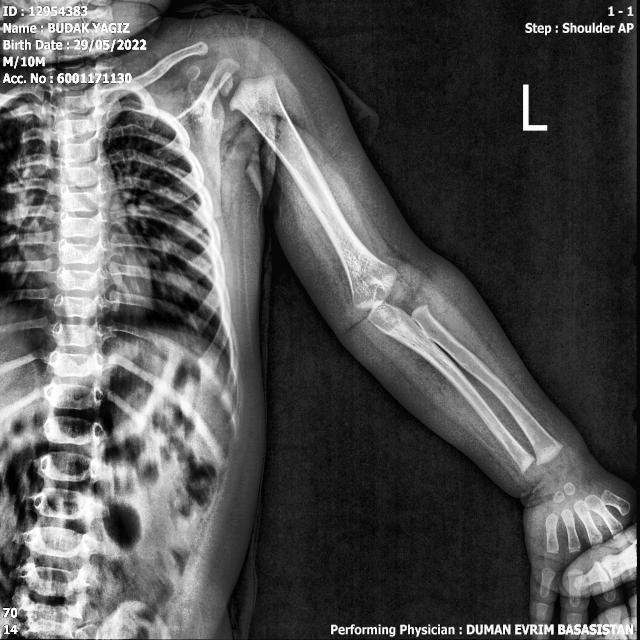 ID : 12954383
Name : BUDAK YAGIZ
Birth Date : 29/05/2022
M/10M
Acc. No : 6001171130
1 - 1
Step : Shoulder AP
L
70
14
Performing Physician : DUMAN EVRIM BASASISTAN